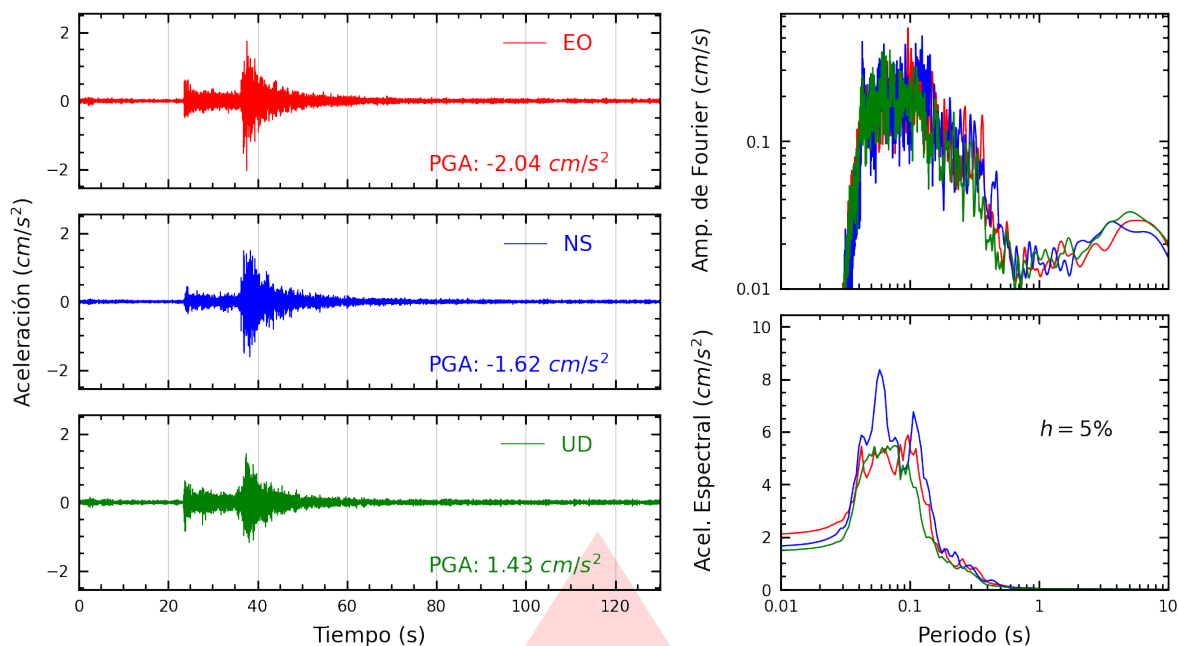 Aceleración (cm/s²)
2
0
−2
EO
PGA: -2.04 cm/s²
2
0
−2
NS
PGA: -1.62 cm/s²
2
0
−2
UD
PGA: 1.43 cm/s²
0 20 40 60 80 100 120
Tiempo (s)
Amp. de Fourier (cm/s)
0.1
0.01
Acel. Espectral (cm/s²)
10
8
6
4
2
0
h = 5%
0.01 0.1 1 10
Periodo (s)